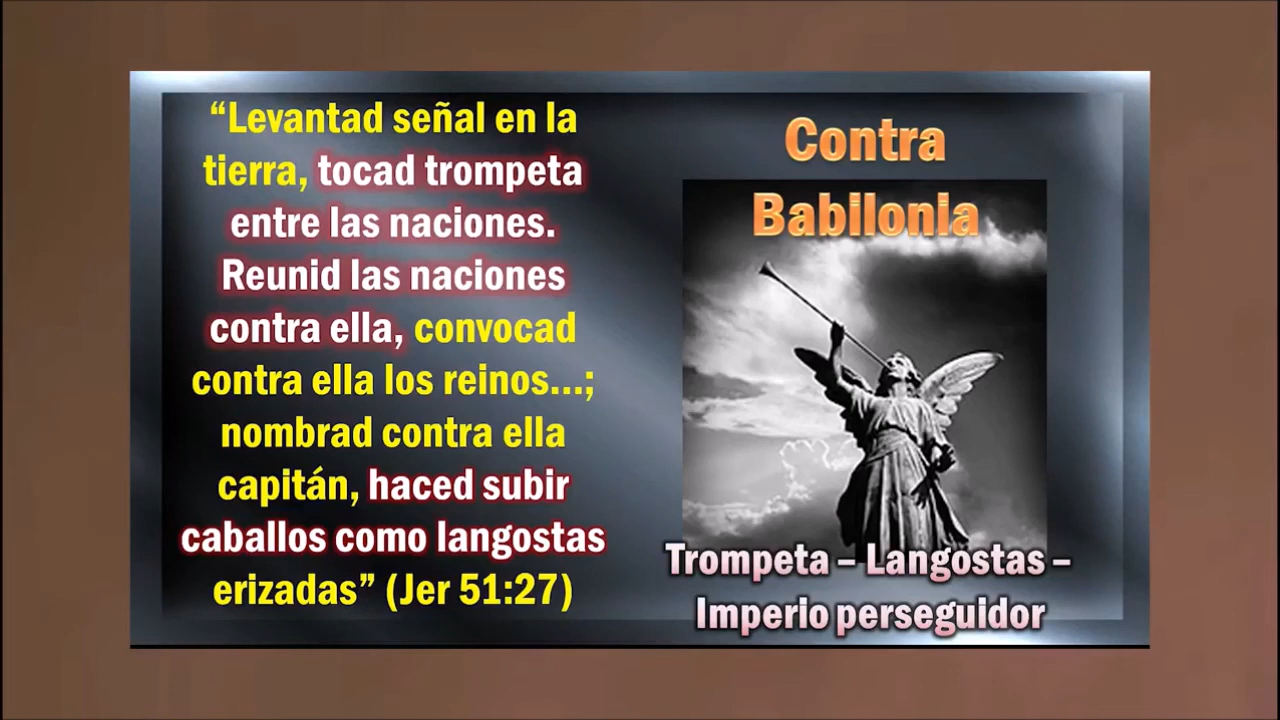 “Levantad señal en la
tierra, tocad trompeta
entre las naciones.
Reunid las naciones
contra ella, convocad
contra ella los reinos...;
nombrad contra ella
capitán, haced subir
caballos como langostas
erizadas” (Jer 51:27)
Contra
Babilonia
Trompeta – Langostas –
Imperio perseguidor